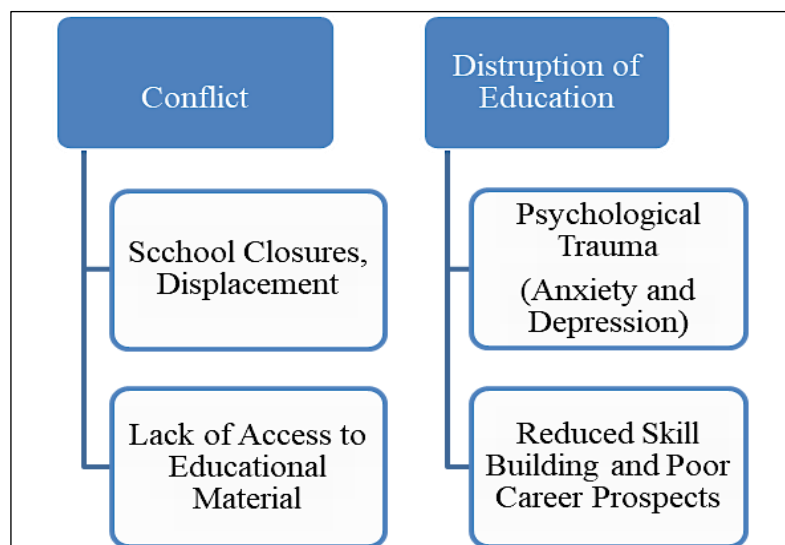 Conflict
Scchool Closures,
Displacement
Lack of Access to
Educational
Material
Distruption of
Education
Psychological
Trauma
(Anxiety and
Depression)
Reduced Skill
Building and Poor
Career Prospects